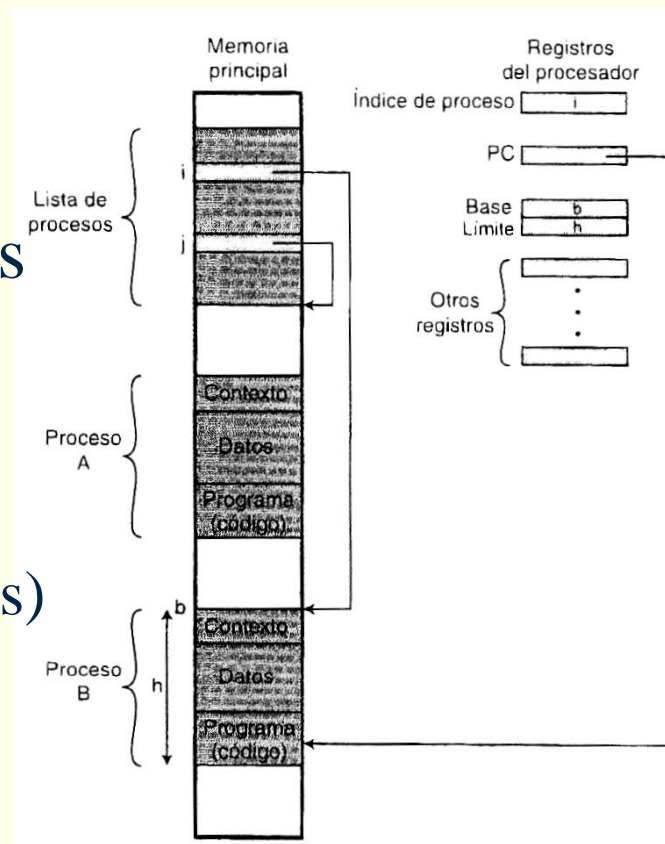 Memoria
principal
Registros
del procesador
Índice de proceso
i
PC
Base
b
Límite
h
Otros
registros
Lista de
procesos
i
j
s
Proceso
A
Contexto
Datos
Programa
(código)
s)
Proceso
B
b
h
Contexto
Datos
Programa
(código)